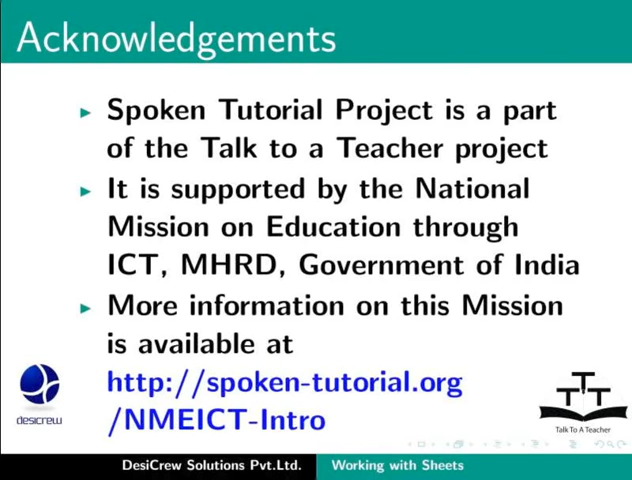 Acknowledgements
Spoken Tutorial Project is a part
of the Talk to a Teacher project
It is supported by the National
Mission on Education through
ICT, MHRD, Government of India
More information on this Mission
is available at
http://spoken-tutorial.org
/NMEICT-Intro
desicrew
TTT
Talk To A Teacher
DesiCrew Solutions Pvt.Ltd.
Working with Sheets